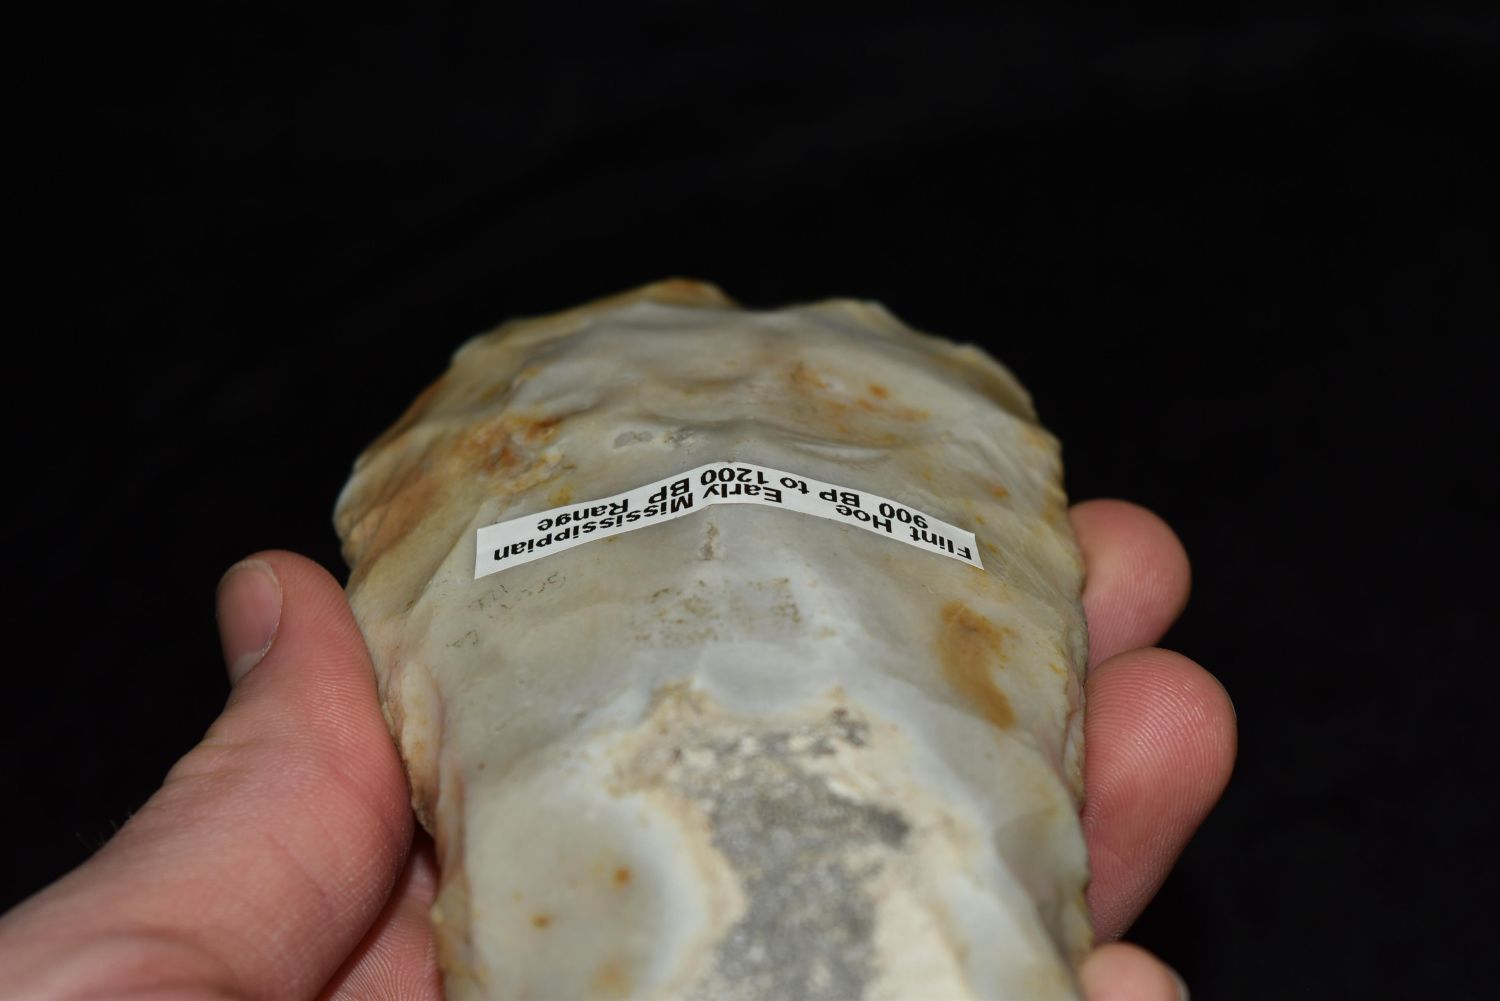 Flint Hoe Early Mississippian
900 BP to 1200 BP Range